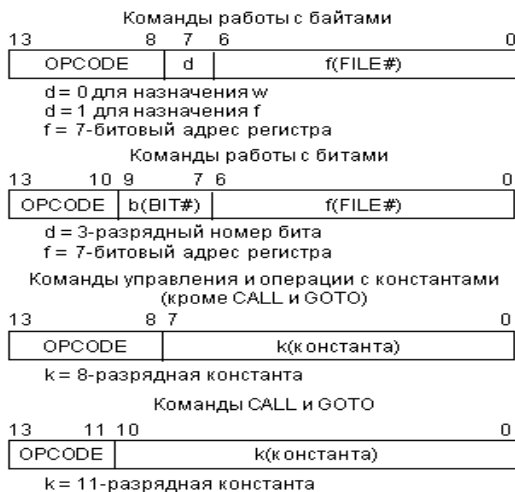 Команды работы с байтами
13 8 7 6 0
OPCODE d f(FILE#)
d = 0 для назначения w
d = 1 для назначения f
f = 7-битовый адрес регистра
Команды работы с битами
13 10 9 7 6 0
OPCODE b(BIT#) f(FILE#)
d = 3-разрядный номер бита
f = 7-битовый адрес регистра
Команды управления и операции с константами
(кроме CALL и GOTO)
13 8 7 0
OPCODE k(константа)
k = 8-разрядная константа
Команды CALL и GOTO
13 11 10 0
OPCODE k(константа)
k = 11-разрядная константа